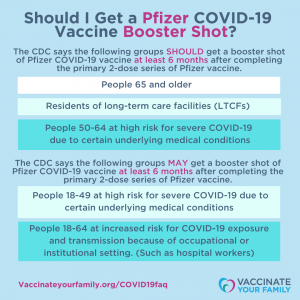 Should I Get a Pfizer COVID-19
Vaccine Booster Shot?
The CDC says the following groups SHOULD get a booster shot
of Pfizer COVID-19 vaccine at least 6 months after completing
the primary 2-dose series of Pfizer vaccine.
People 65 and older
Residents of long-term care facilities (LTCFs)
People 50-64 at high risk for severe COVID-19
due to certain underlying medical conditions
The CDC says the following groups MAY get a booster shot of
Pfizer COVID-19 vaccine at least 6 months after completing the
primary 2-dose series of Pfizer vaccine.
People 18-49 at high risk for severe COVID-19 due to
certain underlying medical conditions
People 18-64 at increased risk for COVID-19 exposure
and transmission because of occupational or
institutional setting. (Such as hospital workers)
Vaccinateyourfamily.org/COVID19faq
VACCINATE
YOUR FAMILY